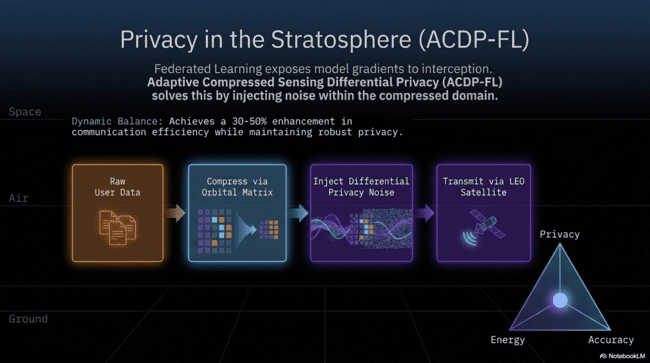 Privacy in the Stratosphere (ACDP-FL)
Federated Learning exposes model gradients to interception.
Adaptive Compressed Sensing Differential Privacy (ACDP-FL)
solves this by injecting noise within the compressed domain.
Space
Dynamic Balance: Achieves a 30-50% enhancement in
communication efficiency while maintaining robust privacy.
Raw
User Data
Compress via
Orbital Matrix
Inject Differential
Privacy Noise
Transmit via LEO
Satellite
Air
Privacy
Ground
Energy
Accuracy
NotebookLM